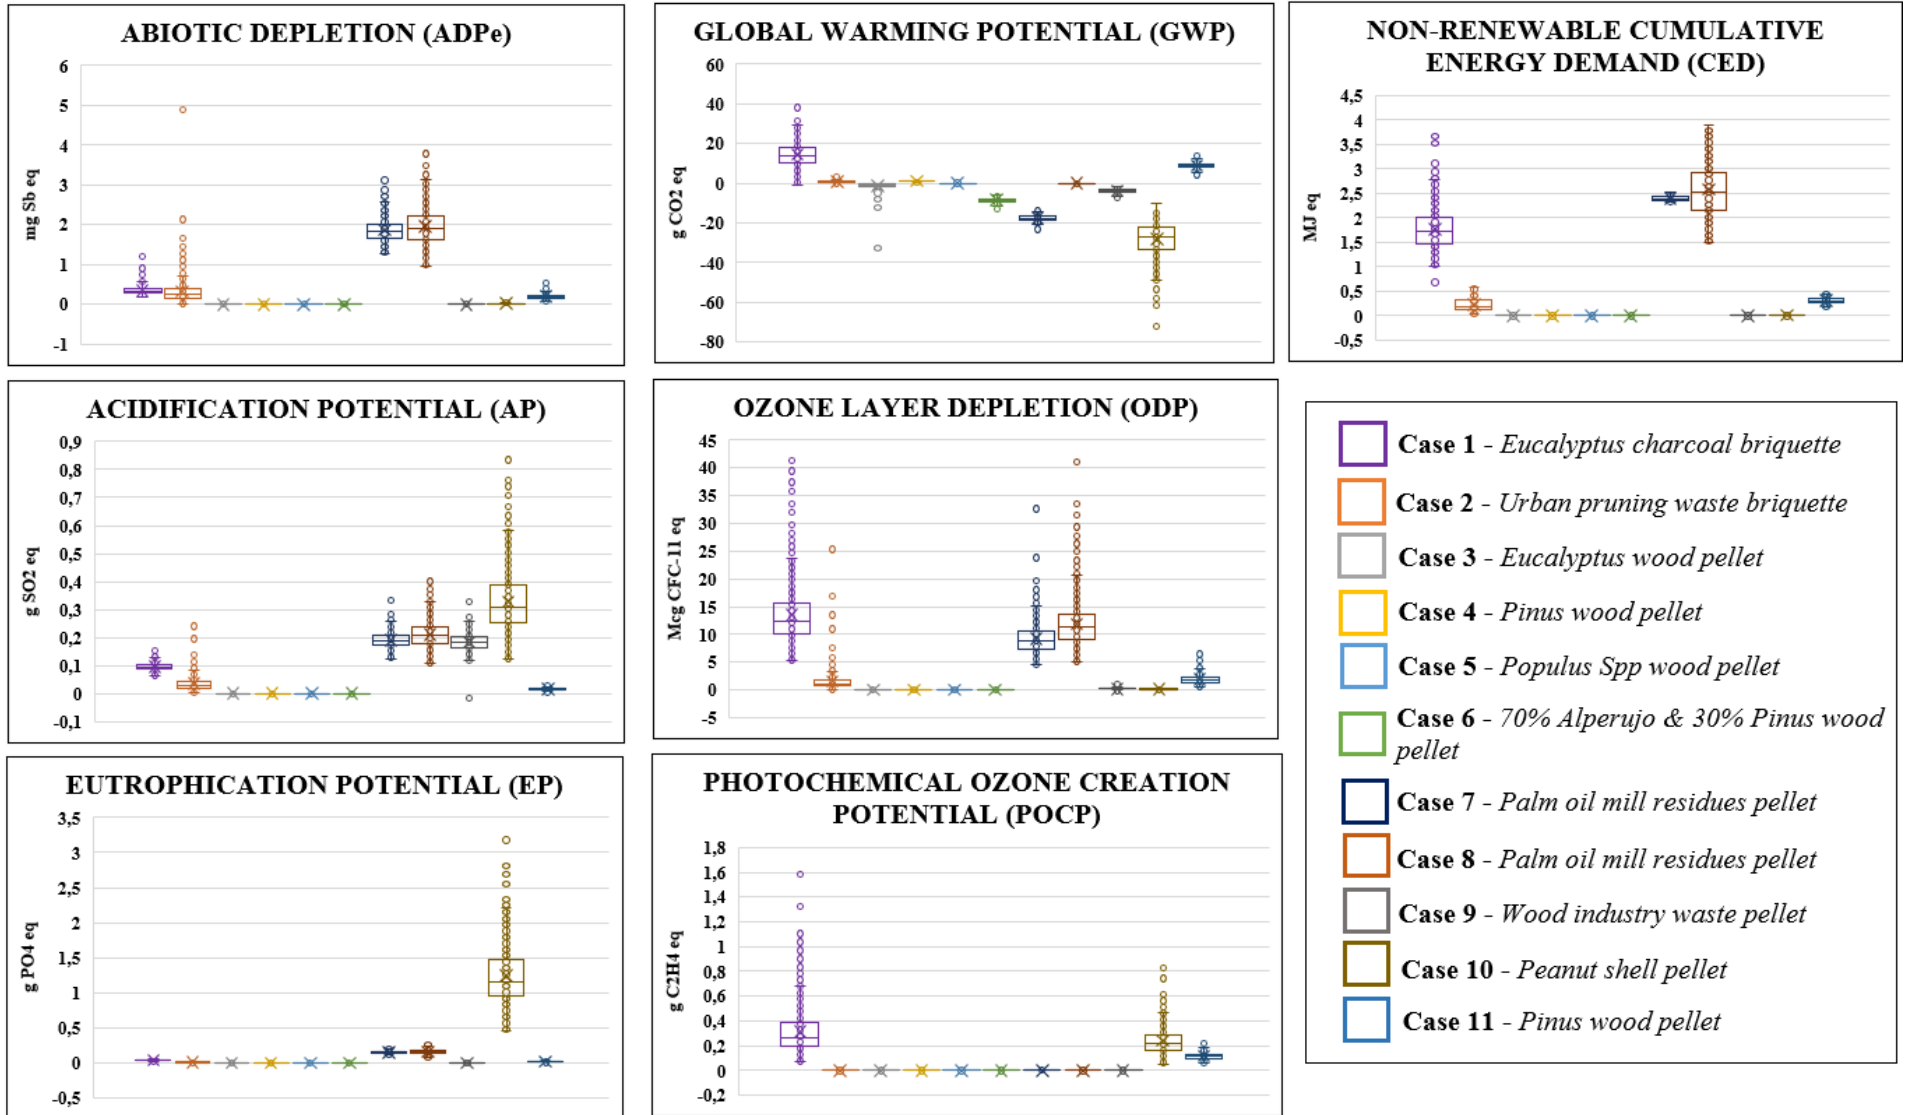 ABIOTIC DEPLETION (ADPe)
6
5
4
3
2
1
0
-1
mg Sb eq
GLOBAL WARMING POTENTIAL (GWP)
60
40
20
0
-20
-40
-60
-80
g CO2 eq
NON-RENEWABLE CUMULATIVE
ENERGY DEMAND (CED)
4,5
4
3,5
3
2,5
2
1,5
1
0,5
0
-0,5
MJ eq
ACIDIFICATION POTENTIAL (AP)
0,9
0,8
0,7
0,6
0,5
0,4
0,3
0,2
0,1
0
-0,1
g SO2 eq
OZONE LAYER DEPLETION (ODP)
45
40
35
30
25
20
15
10
5
0
-5
Mcg CFC-11 eq
Case 1 - Eucalyptus charcoal briquette
Case 2 - Urban pruning waste briquette
Case 3 - Eucalyptus wood pellet
Case 4 - Pinus wood pellet
Case 5 - Populus Spp wood pellet
Case 6 - 70% Alperujo & 30% Pinus wood
pellet
Case 7 - Palm oil mill residues pellet
Case 8 - Palm oil mill residues pellet
Case 9 - Wood industry waste pellet
Case 10 - Peanut shell pellet
Case 11 - Pinus wood pellet
EUTROPHICATION POTENTIAL (EP)
3,5
3
2,5
2
1,5
1
0,5
0
-0,5
g PO4 eq
PHOTOCHEMICAL OZONE CREATION
POTENTIAL (POCP)
1,8
1,6
1,4
1,2
1
0,8
0,6
0,4
0,2
0
-0,2
g C2H4 eq